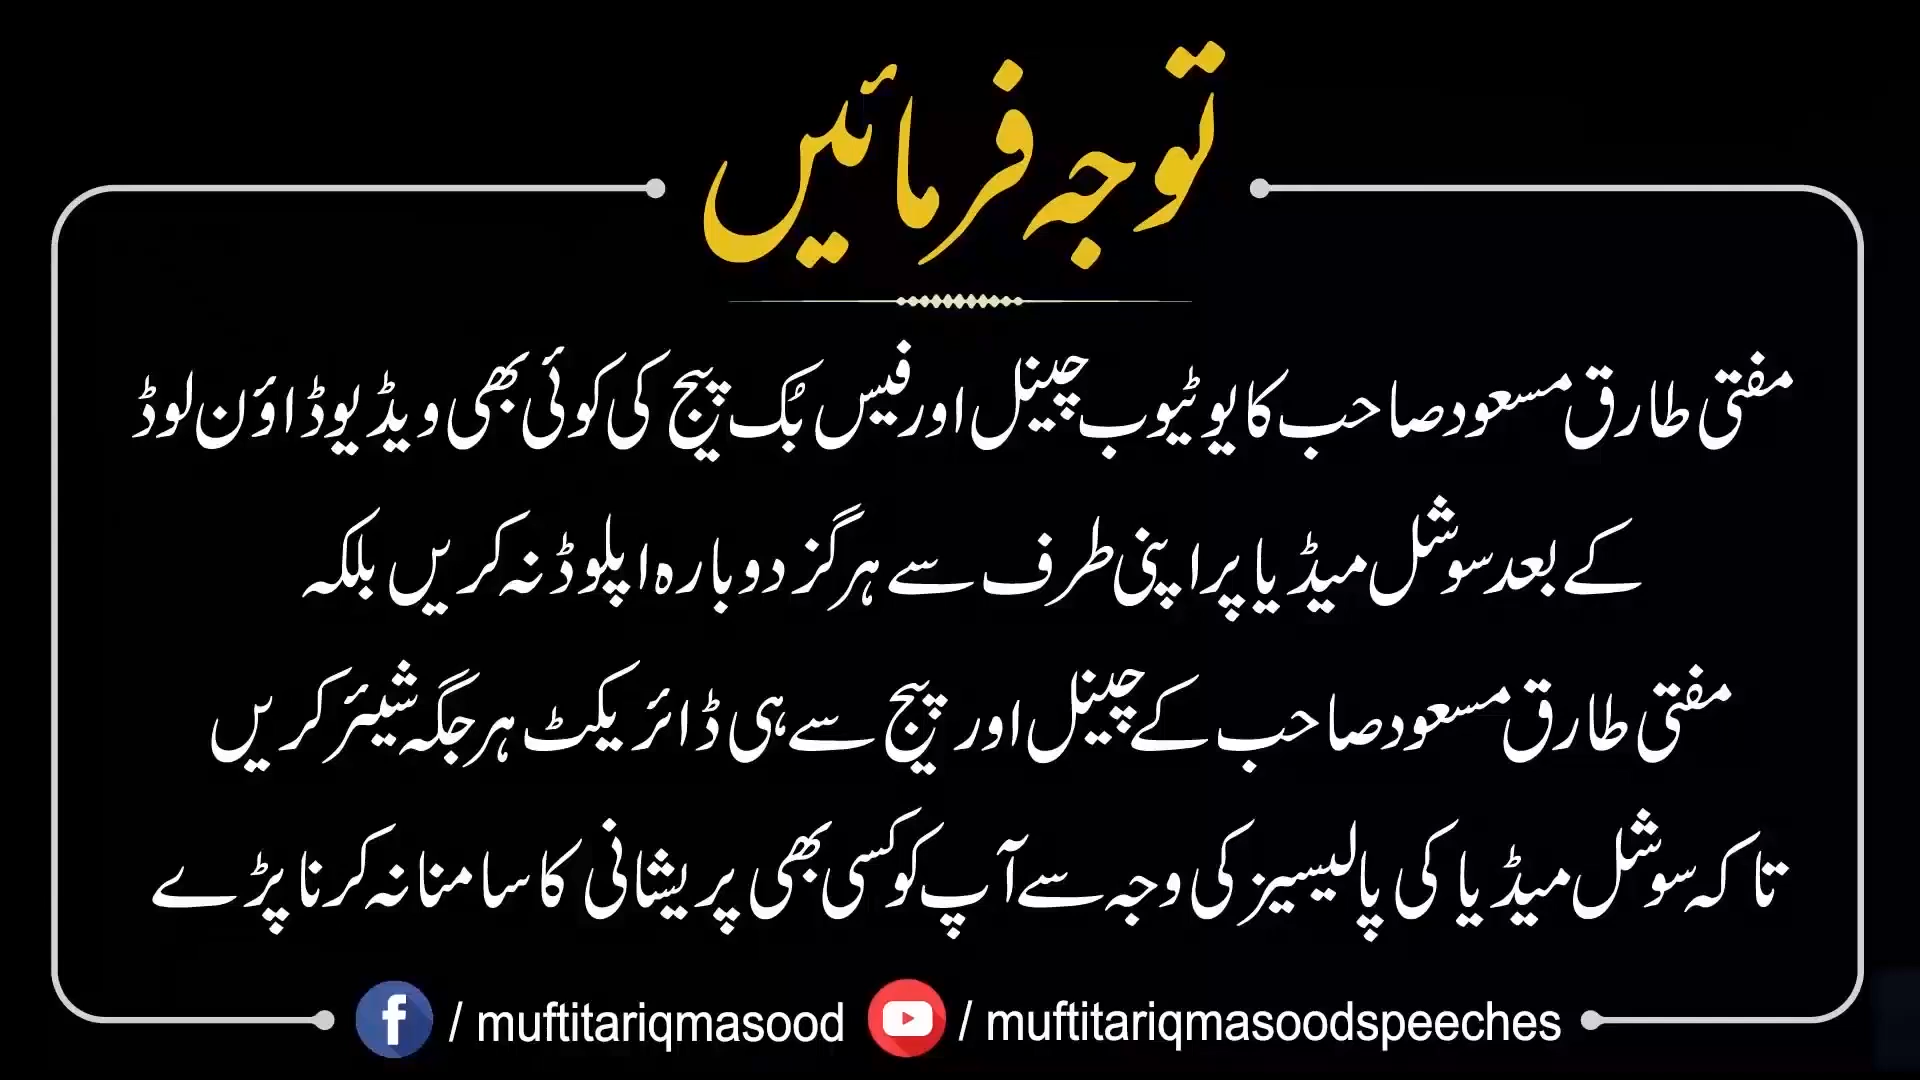 توجہ فرمائیں
مفتی طارق مسعود صاحب کا یوٹیوب چینل اور فیس بُک پیج کی کوئی بھی ویڈیو ڈاؤن لوڈ
کے بعد سوشل میڈیا پر اپنی طرف سے ہرگز دوبارہ اپلوڈ نہ کریں بلکہ
مفتی طارق مسعود صاحب کے چینل اور پیج سے ہی ڈائریکٹ ہر جگہ شیئر کریں
تاکہ سوشل میڈیا کی پالیسیز کی وجہ سے آپ کو کسی بھی پریشانی کا سامنا نہ کرنا پڑے
/ muftitariqmasood / muftitariqmasoodspeeches